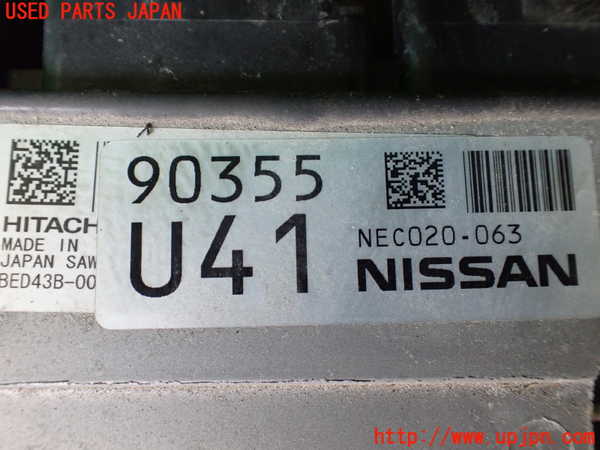 USED PARTS JAPAN
90355
U41
NEC020-063
NISSAN
HITACH
MADE IN
JAPAN SAW
BED43B-00
http://www.upjpn.com/